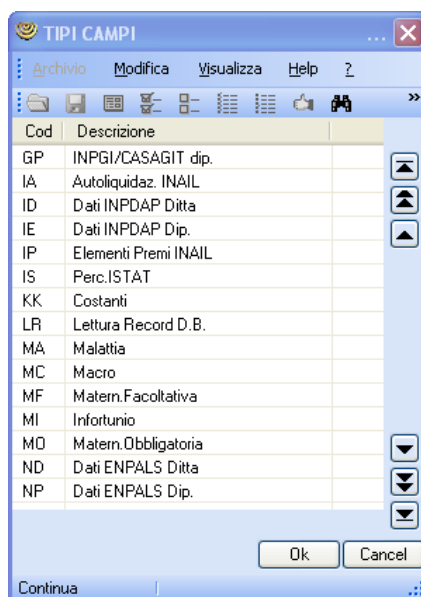 TIPI CAMPI ...
Archivio Modifica Visualizza Help ?
»
Cod Descrizione
GP INPGI/CASAGIT dip.
IA Autoliquidaz. INAIL
ID Dati INPDAP Ditta
IE Dati INPDAP Dip.
IP Elementi Premi INAIL
IS Perc.ISTAT
KK Costanti
LR Lettura Record D.B.
MA Malattia
MC Macro
MF Matern.Facoltativa
MI Infortunio
MO Matern.Obbligatoria
ND Dati ENPALS Ditta
NP Dati ENPALS Dip.
Ok Cancel
Continua